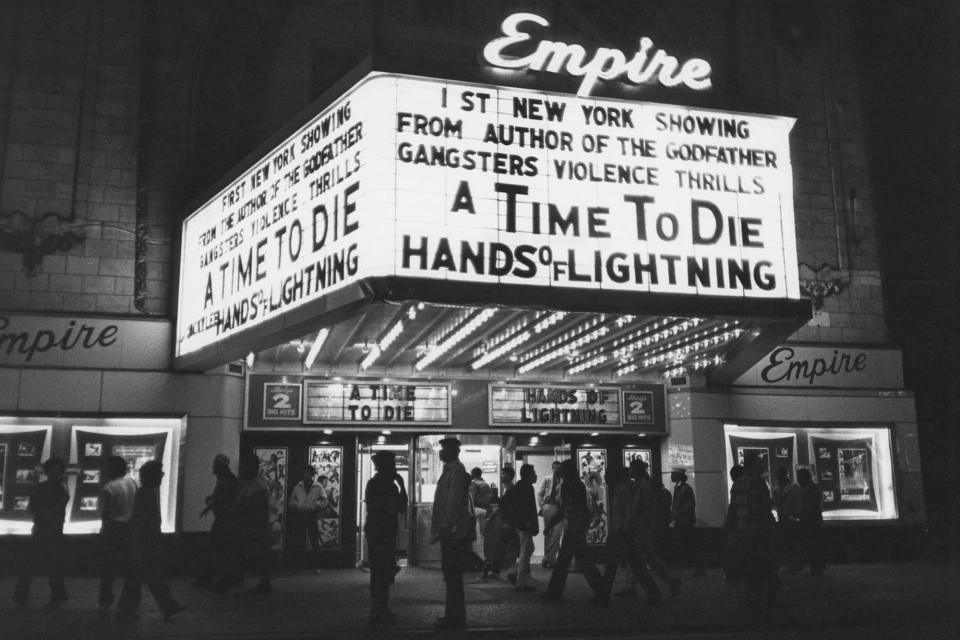 Empire
1 ST NEW YORK SHOWING
FROM AUTHOR OF THE GODFATHER
GANGSTERS VIOLENCE THRILLS
A TIME TO DIE
HANDS OF LIGHTNING
FIRST NEW YORK SHOWING
FROM THE AUTHOR OF THE GODFATHER
GANGSTERS VIOLENCE THRILLS
A TIME TO DIE
HANDS OF LIGHTNING
Empire
Empire
Always
2
BIG HITS
A TIME
TO DIE
HANDS OF
LIGHTNING
Always
2
BIG HITS